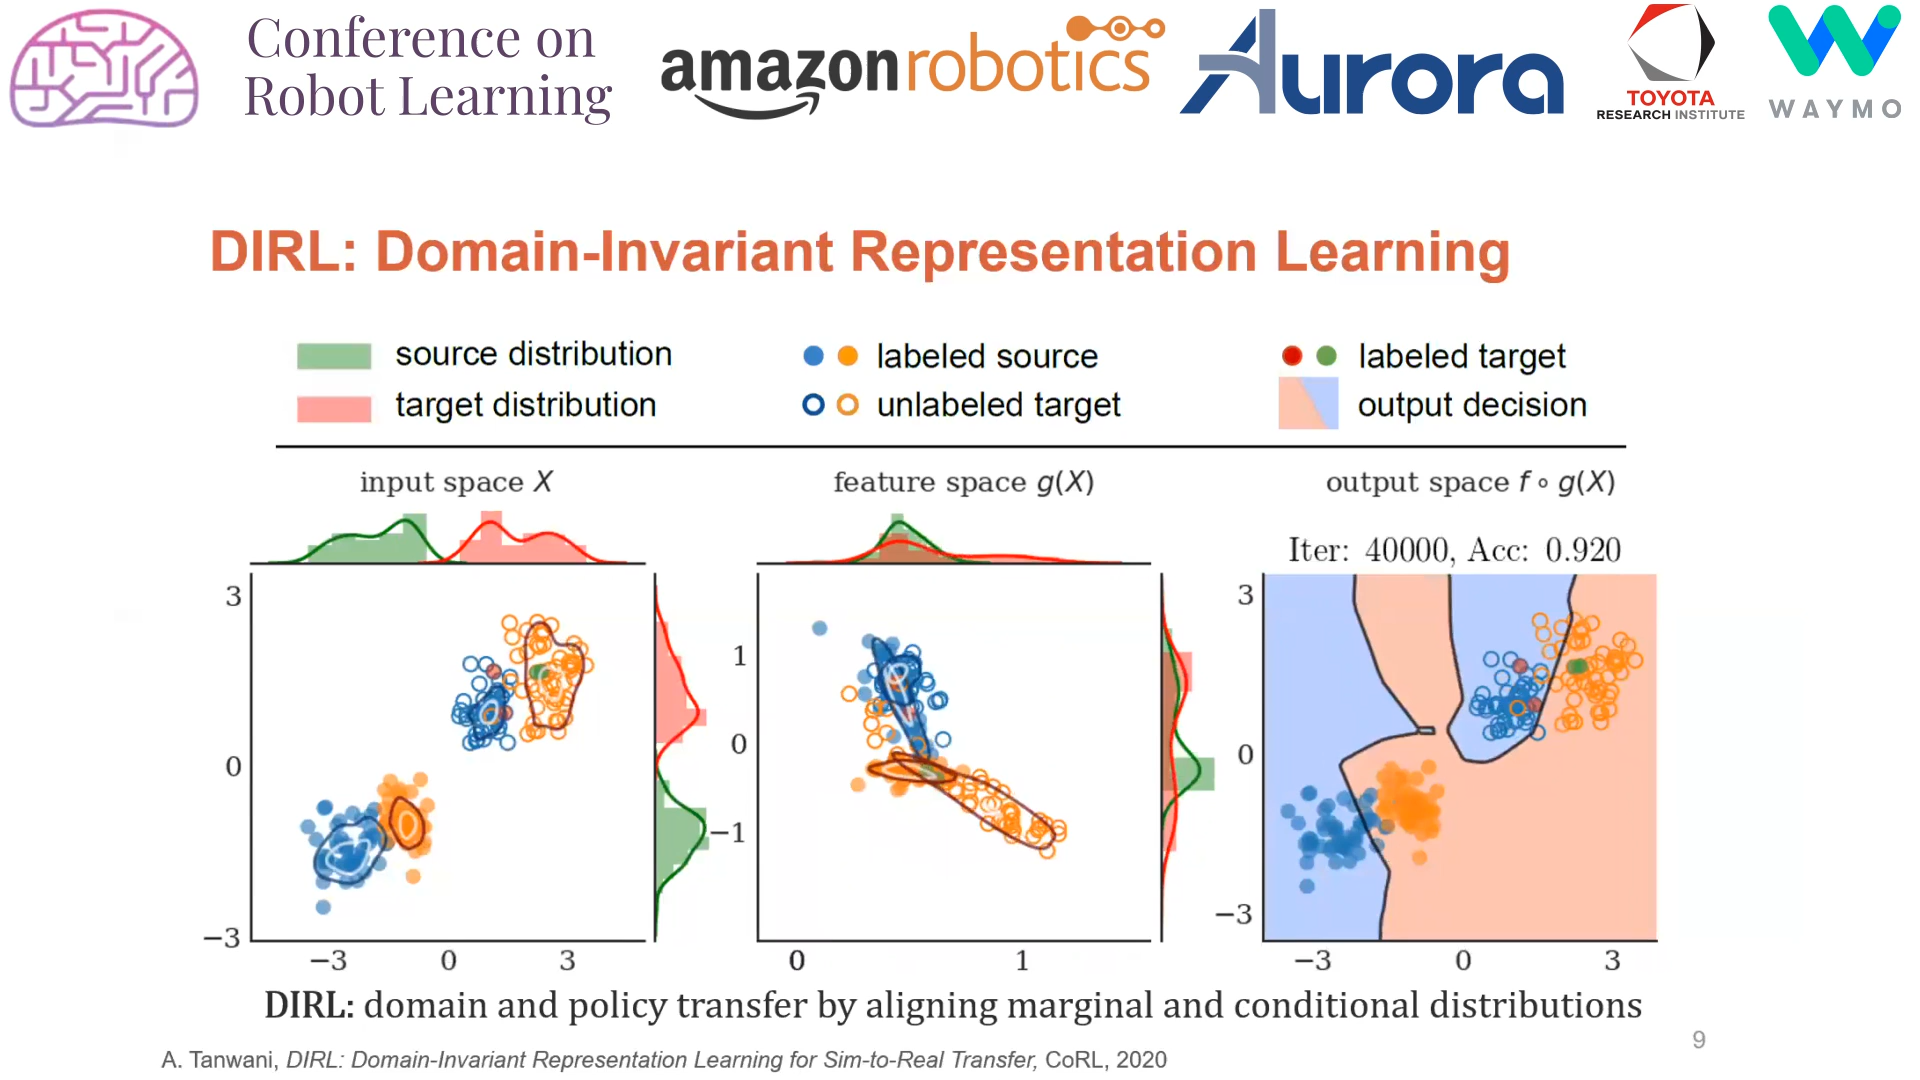 Conference on
Robot Learning
amazon robotics
Aurora
TOYOTA
RESEARCH INSTITUTE
WAYMO
DIRL: Domain-Invariant Representation Learning
source distribution
labeled source
labeled target
target distribution
unlabeled target
output decision
input space X
feature space g(X)
output space f ∘ g(X)
Iter: 40000, Acc: 0.920
3
0
−3
−3 0 3
1
0
−1
0 1
3
0
−3
−3 0 3
DIRL: domain and policy transfer by aligning marginal and conditional distributions
9
A. Tanwani, DIRL: Domain-Invariant Representation Learning for Sim-to-Real Transfer, CoRL, 2020